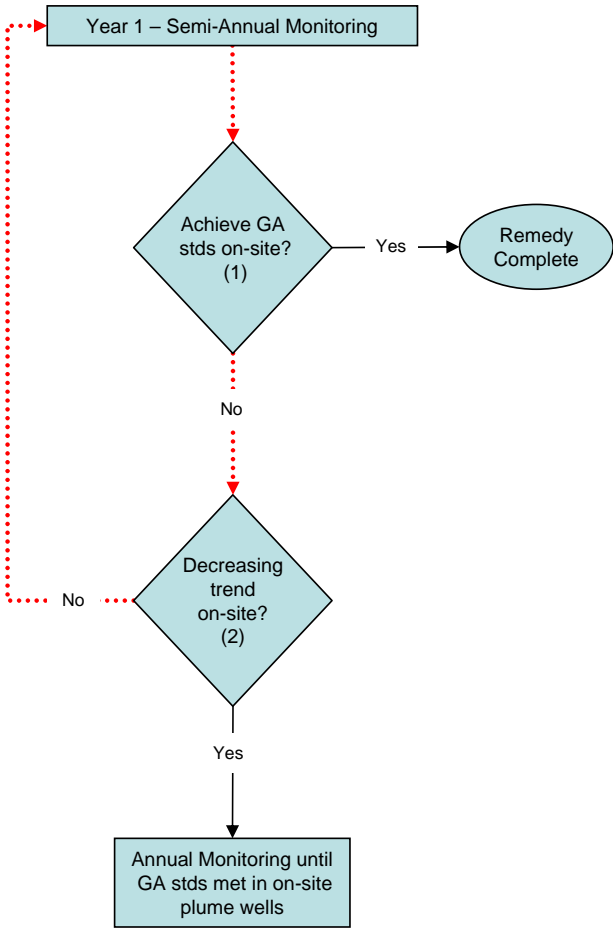 Year 1 – Semi-Annual Monitoring
Achieve GA
stds on-site?
(1)
Yes
Remedy
Complete
No
Decreasing
trend
on-site?
(2)
No
Yes
Annual Monitoring until
GA stds met in on-site
plume wells